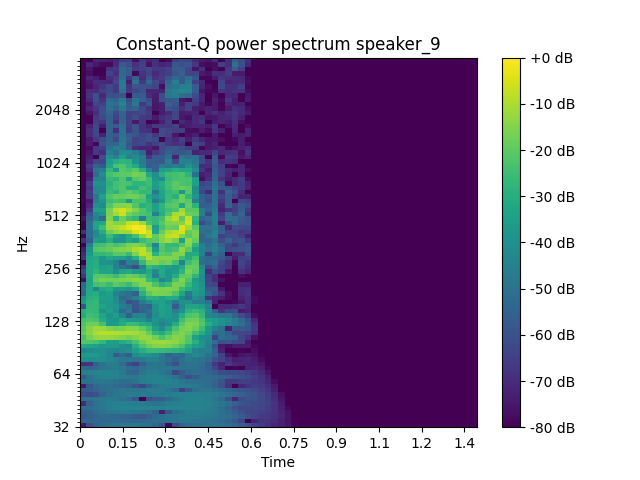 Constant-Q power spectrum speaker_9
Hz
2048
1024
512
256
128
64
32
0 0.15 0.3 0.45 0.6 0.75 0.9 1.1 1.2 1.4
Time
+0 dB
-10 dB
-20 dB
-30 dB
-40 dB
-50 dB
-60 dB
-70 dB
-80 dB